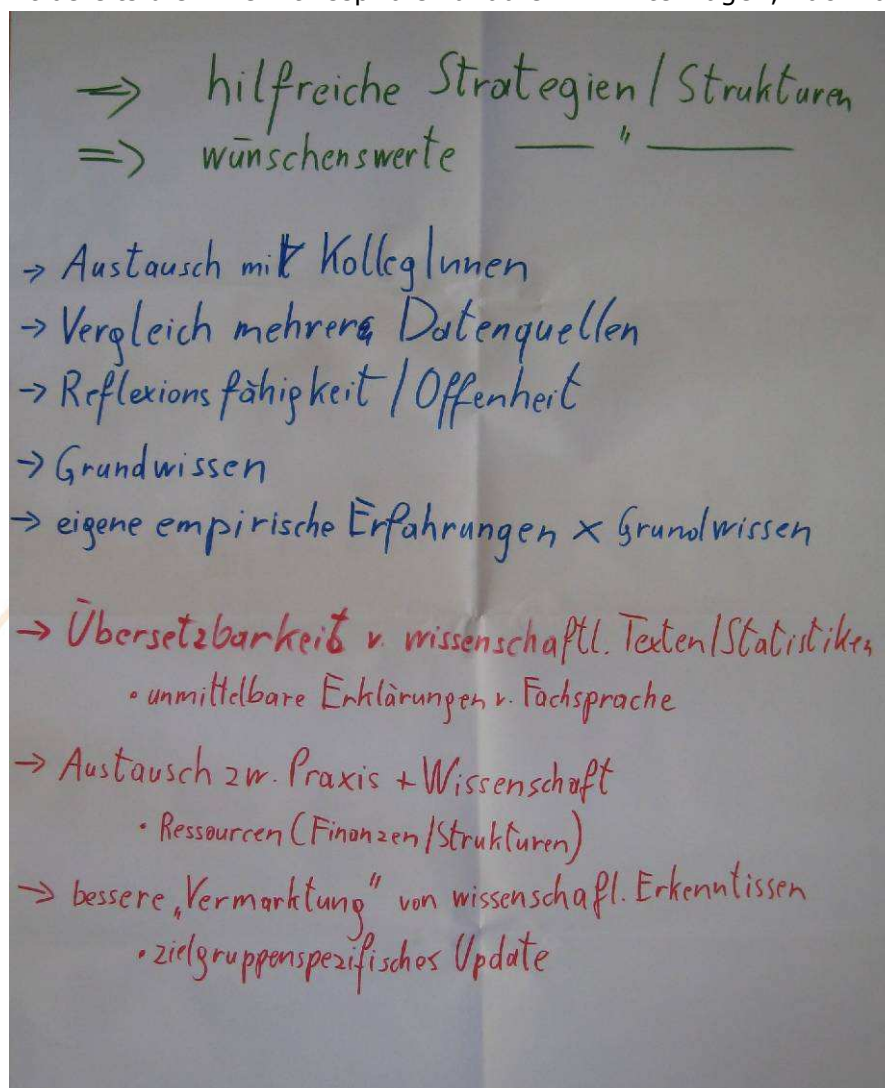 ⇒ hilfreiche Strategien / Strukturen
⇒ wünschenswerte — " —
→ Austausch mit KollegInnen
→ Vergleich mehrere Datenquellen
→ Reflexionsfähigkeit / Offenheit
→ Grundwissen
→ eigene empirische Erfahrungen x Grundwissen
→ Übersetzbarkeit v. wissenschaftl. Texten/Statistiken
• unmittelbare Erklärungen v. Fachsprache
→ Austausch zw. Praxis + Wissenschaft
• Ressourcen (Finanzen/Strukturen)
→ bessere „Vermarktung" von wissenschafl. Erkenntissen
• zielgruppenspezifisches Update